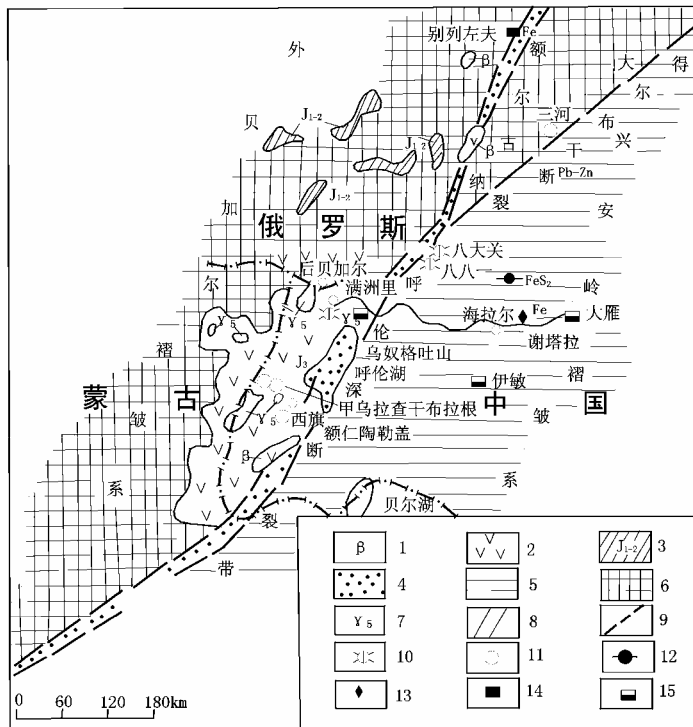 别列左夫
Fe
β
外贝加尔褶皱系
额尔古纳
得尔布干断裂
大兴安岭褶皱系
三河
Pb-Zn
J₁₋₂
J₁₋₂
J₁₋₂
β
俄罗斯
八大关
八八
后贝加尔
满洲里
呼伦深断裂带
FeS₂
海拉尔
Fe
大雁
谢塔拉
γ₅
γ₅
γ₅
J₃
乌奴格吐山
呼伦湖
伊敏
蒙古
中国
甲乌拉查干布拉根
γ₅
西旗
额仁陶勒盖
β
贝尔湖
β 1
2
J₁₋₂ 3
4
5
6
γ₅ 7
8
9
10
11
12
13
14
15
0 60 120 180km